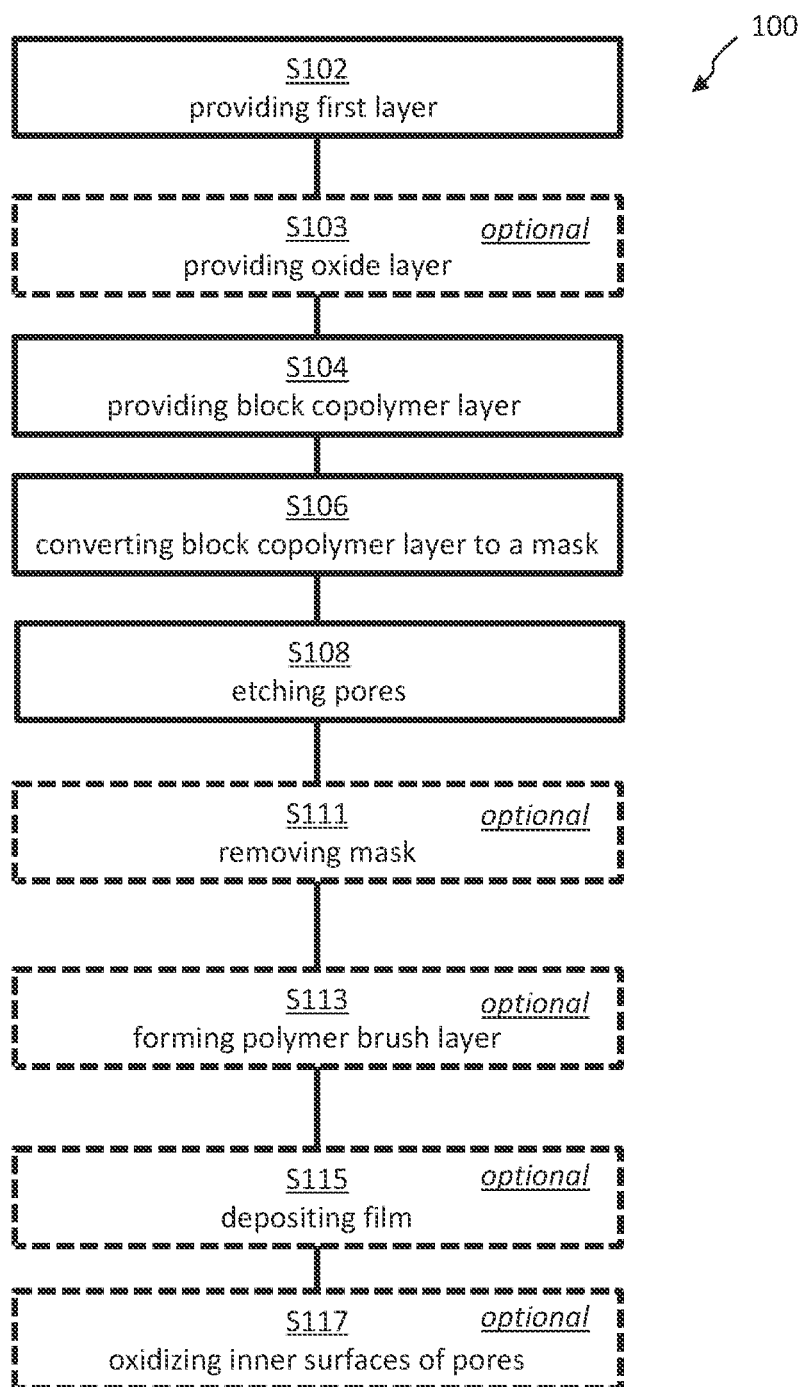 100
S102
providing first layer
S103
optional
providing oxide layer
S104
providing block copolymer layer
S106
converting block copolymer layer to a mask
S108
etching pores
S111
optional
removing mask
S113
optional
forming polymer brush layer
S115
optional
depositing film
S117
optional
oxidizing inner surfaces of pores